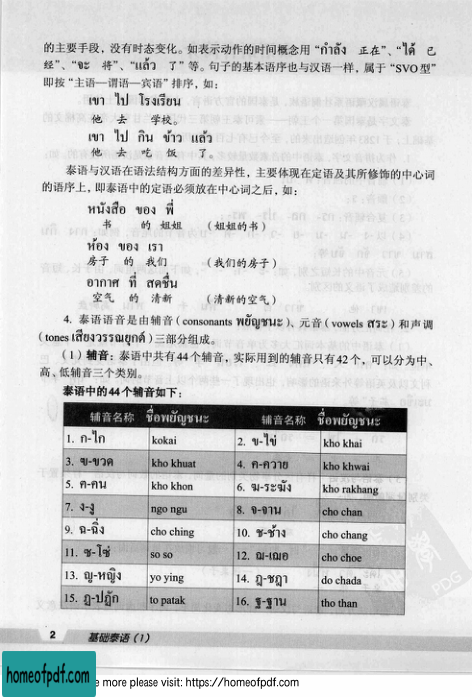 的主要手段，没有时态变化。如表示动作的时间概念用“กำลัง 正在”、“ได้ 已
经”、“จะ 将”、“แล้ว 了”等。句子的基本语序也与汉语一样，属于“SVO型”
即按“主语—谓语—宾语”排序，如：
เขา ไป โรงเรียน
他 去 学校。
เขา ไป กิน ข้าว แล้ว
他 去 吃 饭 了。
泰语与汉语在语法结构方面的差异性，主要体现在定语及其所修饰的中心词
的语序上，即泰语中的定语必须放在中心词之后，如：
หนังสือ ของ พี่
书 的 姐姐 (姐姐的书)
ห้อง ของ เรา
房子 的 我们 (我们的房子)
อากาศ ที่ สดชื่น
空气 的 清新 (清新的空气)
4. 泰语语音是由辅音(consonants พยัญชนะ)、元音(vowels สระ)和声调
(tones เสียงวรรณยุกต์)三部分组成。
(1) 辅音：泰语中共有44个辅音，实际用到的辅音只有42个，可以分为中、
高、低辅音三个类别。
泰语中的44个辅音如下：
辅音名称 ชื่อพยัญชนะ 辅音名称 ชื่อพยัญชนะ
1. ก-ไก่ kokai 2. ข-ไข่ kho khai
3. ฃ-ขวด kho khuat 4. ค-ควาย kho khwai
5. ฅ-คน kho khon 6. ฆ-ระฆัง kho rakhang
7. ง-งู ngo ngu 8. จ-จาน cho chan
9. ฉ-ฉิ่ง cho ching 10. ช-ช้าง cho chang
11. ซ-โซ่ so so 12. ฌ-เฌอ cho choe
13. ญ-หญิง yo ying 14. ฎ-ชฎา do chada
15. ฏ-ปฏัก to patak 16. ฐ-ฐาน tho than
2 基础泰语(1)
homeofpdf.com
e more please visit: https://homeofpdf.com
PDG